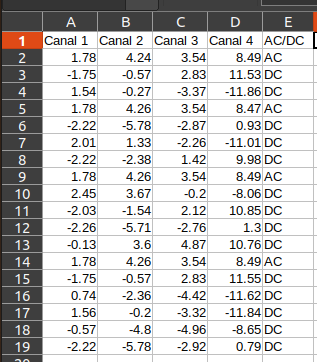 A B C D E
1 Canal 1 Canal 2 Canal 3 Canal 4 AC/DC
2 1.78 4.24 3.54 8.49 AC
3 -1.75 -0.57 2.83 11.53 DC
4 1.54 -0.27 -3.37 -11.86 DC
5 1.78 4.26 3.54 8.47 AC
6 -2.22 -5.78 -2.87 0.93 DC
7 2.01 1.33 -2.26 -11.01 DC
8 -2.22 -2.38 1.42 9.98 DC
9 1.78 4.26 3.54 8.49 AC
10 2.45 3.67 -0.2 -8.06 DC
11 -2.03 -1.54 2.12 10.85 DC
12 -2.26 -5.71 -2.76 1.3 DC
13 -0.13 3.6 4.87 10.76 DC
14 1.78 4.26 3.54 8.49 AC
15 -1.75 -0.57 2.83 11.55 DC
16 0.74 -2.36 -4.42 -11.62 DC
17 1.56 -0.2 -3.32 -11.84 DC
18 -0.57 -4.8 -4.96 -8.65 DC
19 -2.22 -5.78 -2.92 0.79 DC